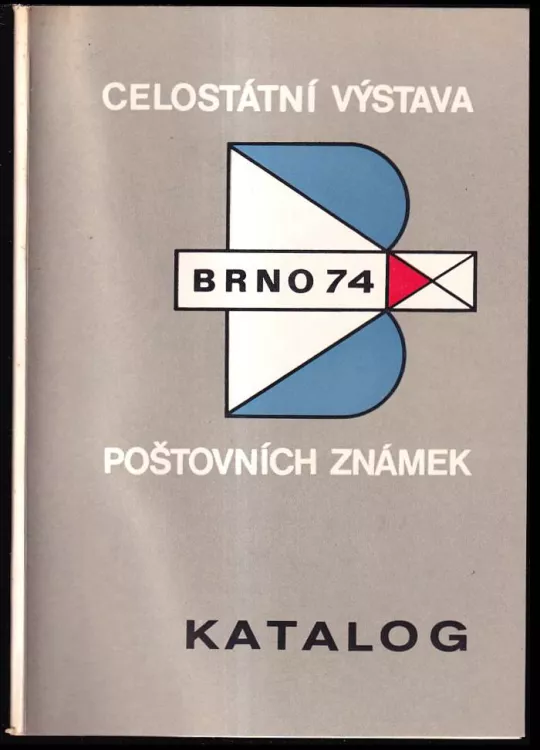 CELOSTÁTNÍ VÝSTAVA
BRNO 74
POŠTOVNÍCH ZNÁMEK
KATALOG